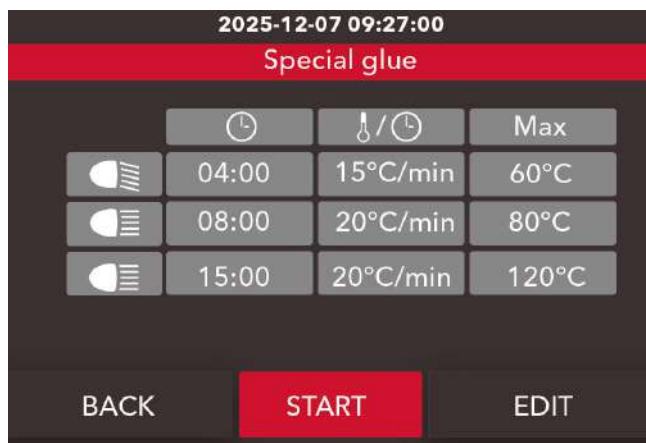 2025-12-07 09:27:00
Special glue
/ Max
04:00 15°C/min 60°C
08:00 20°C/min 80°C
15:00 20°C/min 120°C
BACK START EDIT